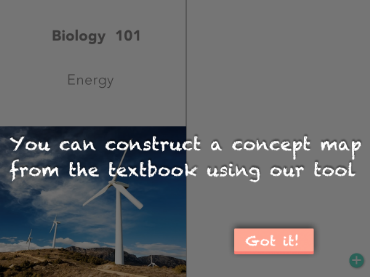 Biology 101
Energy
You can construct a concept map
from the textbook using our tool
Got it!